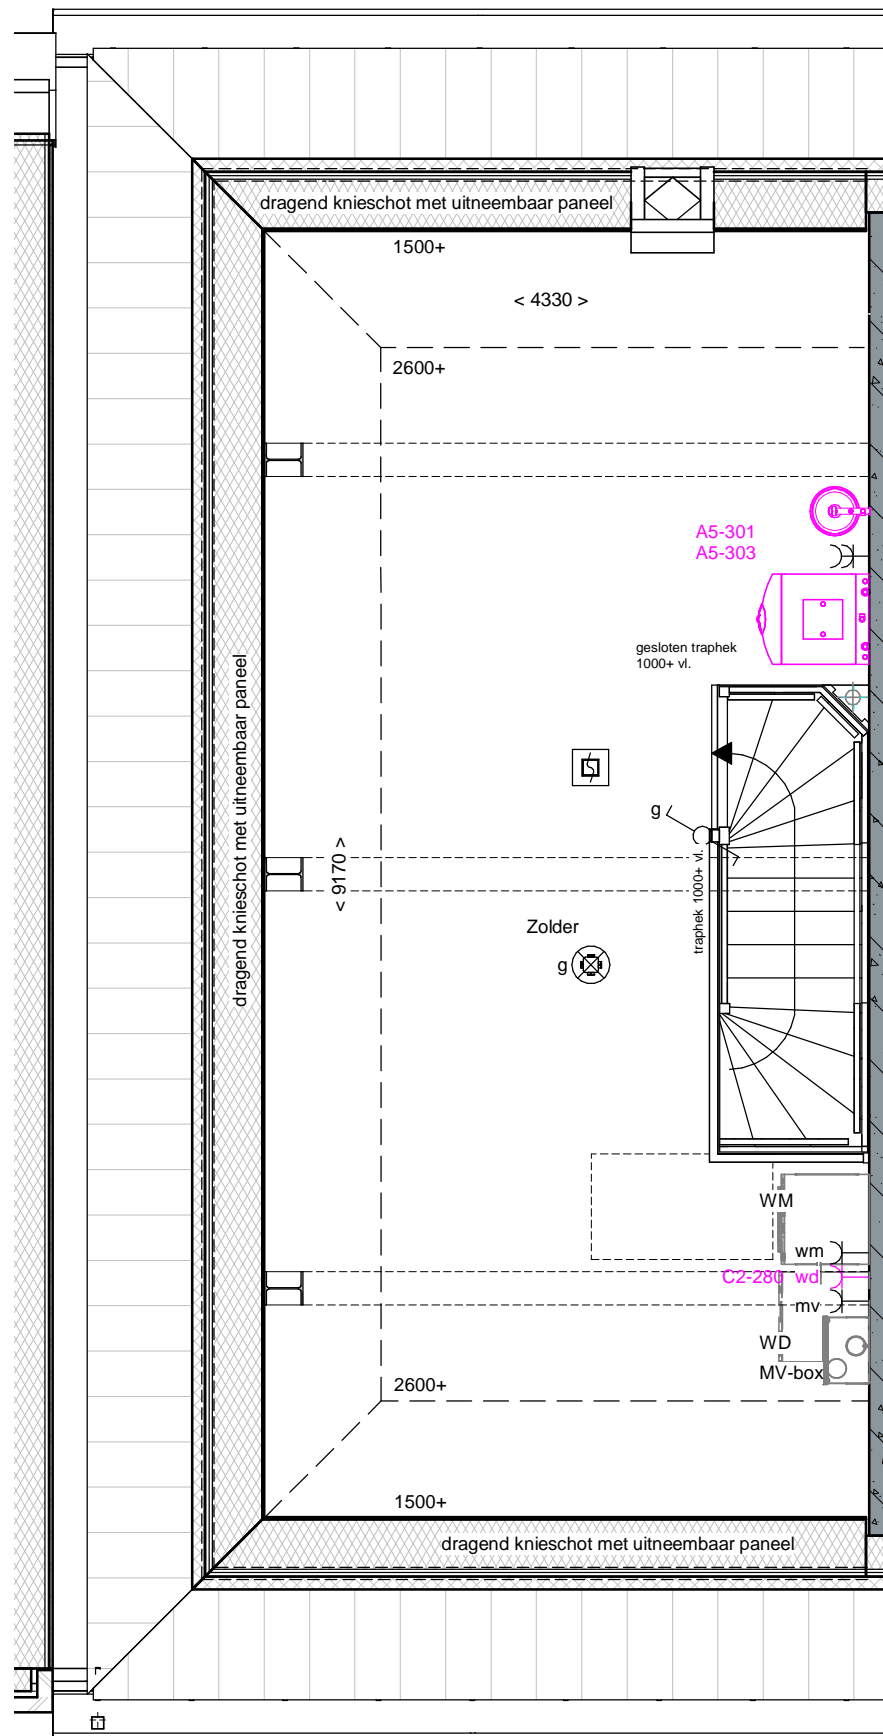 dragend knieschot met uitneembaar paneel
1500+
< 4330 >
2600+
A5-301
A5-303
gesloten traphek
1000+ vl.
dragend knieschot met uitneembaar paneel
g
< 9170 >
traphek 1000+ vl.
Zolder
g
WM
wm
C2-280 wd
mv
WD
MV-box
2600+
1500+
dragend knieschot met uitneembaar paneel